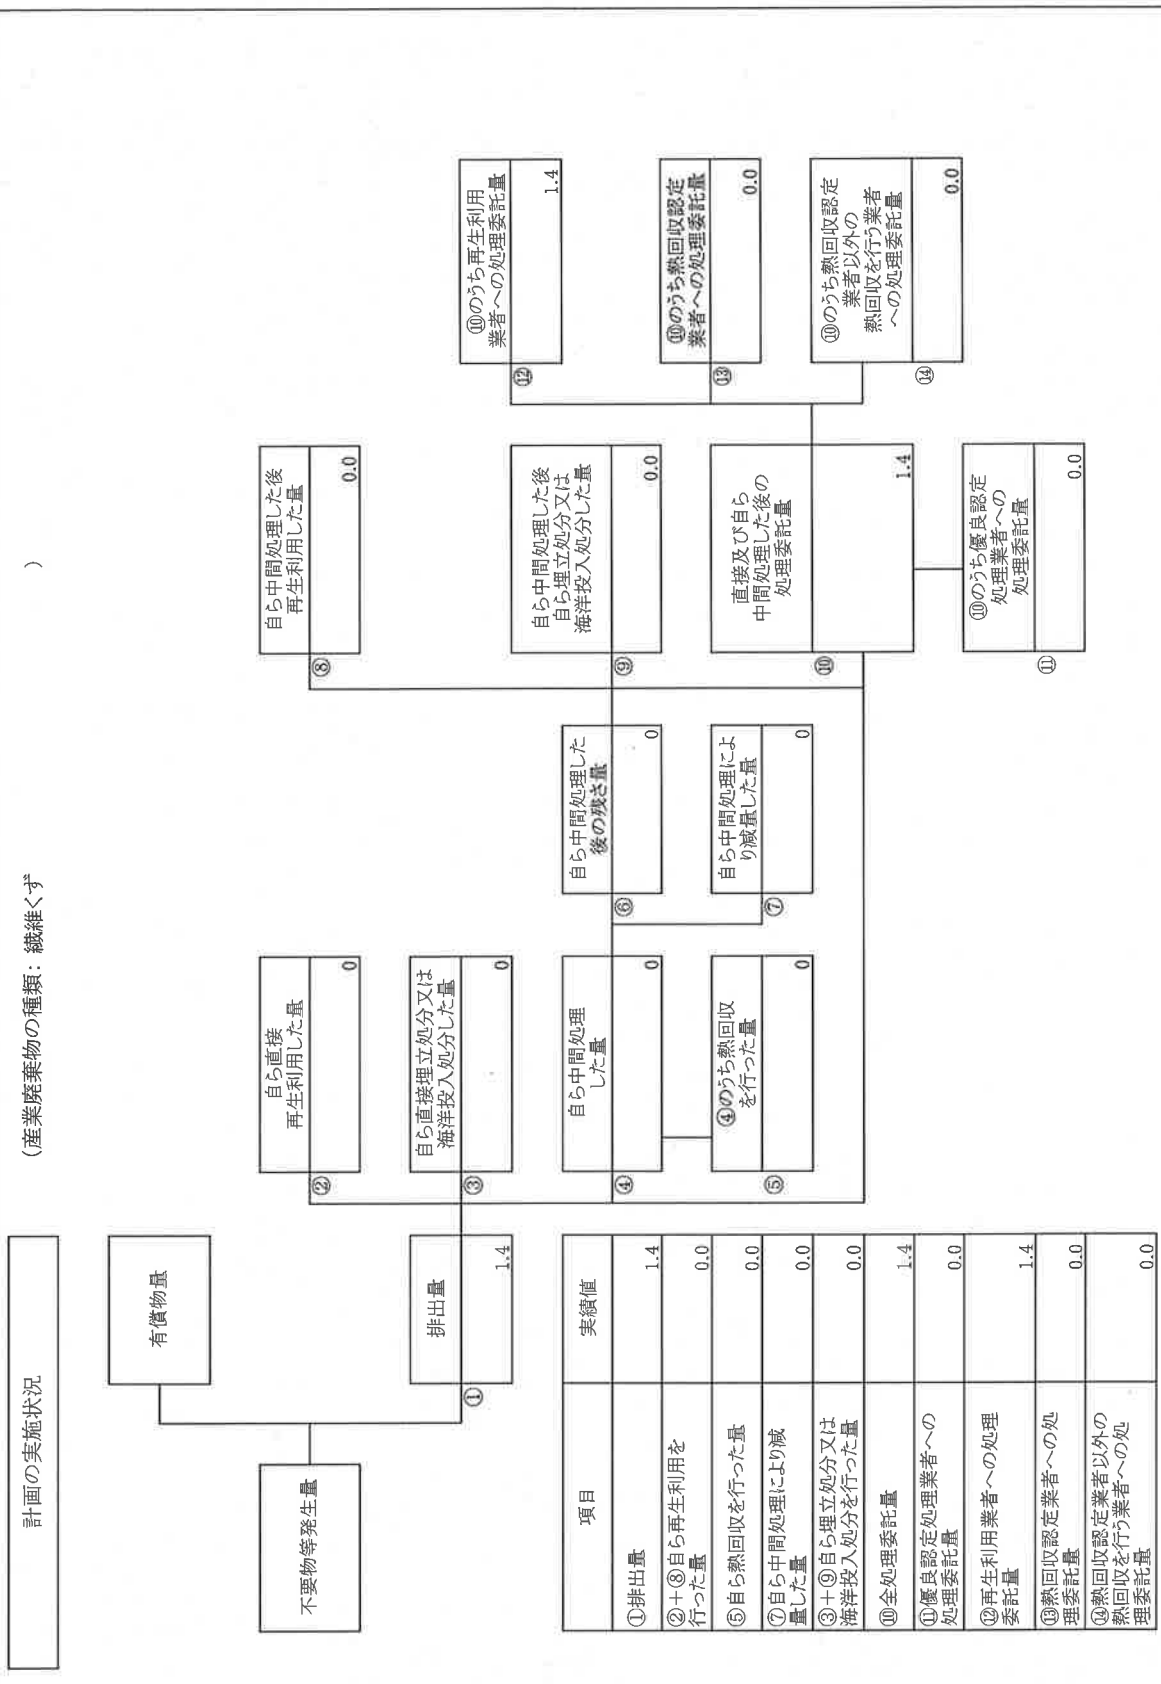 計画の実施状況
（産業廃棄物の種類：繊維くず
）
不要物等発生量
有償物量
排出量
①
1.4
自ら直接
再生利用した量
②
0
自ら直接埋立処分又は
海洋投入処分した量
③
0
自ら中間処理
した量
④
0
④のうち熱回収
を行った量
⑤
0
自ら中間処理した
後の残さ量
⑥
0
自ら中間処理によ
り減量した量
⑦
0
自ら中間処理した後
再生利用した量
⑧
0.0
自ら中間処理した後
自ら埋立処分又は
海洋投入処分した量
⑨
0.0
直接及び自ら
中間処理した後の
処理委託量
⑩
1.4
⑩のうち優良認定
処理業者への
処理委託量
⑪
0.0
⑩のうち再生利用
業者への処理委託量
⑫
1.4
⑩のうち熱回収認定
業者への処理委託量
⑬
0.0
⑩のうち熱回収認定
業者以外の
熱回収を行う業者
への処理委託量
⑭
0.0
項目
実績値
①排出量
1.4
②＋⑧自ら再生利用を
行った量
0.0
⑤自ら熱回収を行った量
0.0
⑦自ら中間処理により減
量した量
0.0
③＋⑨自ら埋立処分又は
海洋投入処分を行った量
0.0
⑩全処理委託量
1.4
⑪優良認定処理業者への
処理委託量
0.0
⑫再生利用業者への処理
委託量
1.4
⑬熱回収認定業者への処
理委託量
0.0
⑭熱回収認定業者以外の
熱回収を行う業者への処
理委託量
0.0